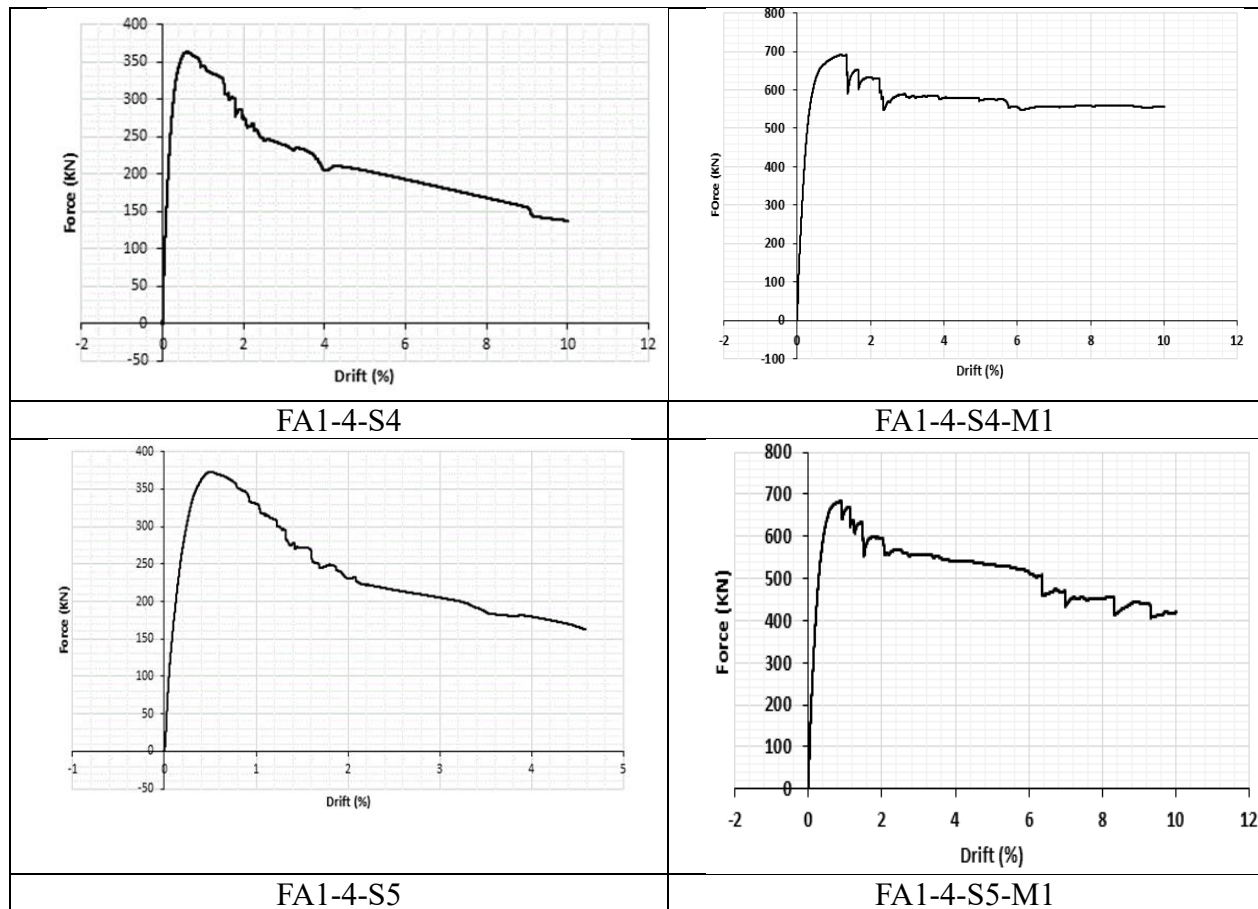 400
350
300
250
200
150
100
50
0
-50
-2 0 2 4 6 8 10 12
Force (KN)
Drift (%)
800
700
600
500
400
300
200
100
0
-100
-2 0 2 4 6 8 10 12
FOrce (KN)
Drift (%)
FA1-4-S4
FA1-4-S4-M1
400
350
300
250
200
150
100
50
0
-50
-1 0 1 2 3 4 5
Force (KN)
Drift (%)
800
700
600
500
400
300
200
100
0
-2 0 2 4 6 8 10 12
Force (KN)
Drift (%)
FA1-4-S5
FA1-4-S5-M1